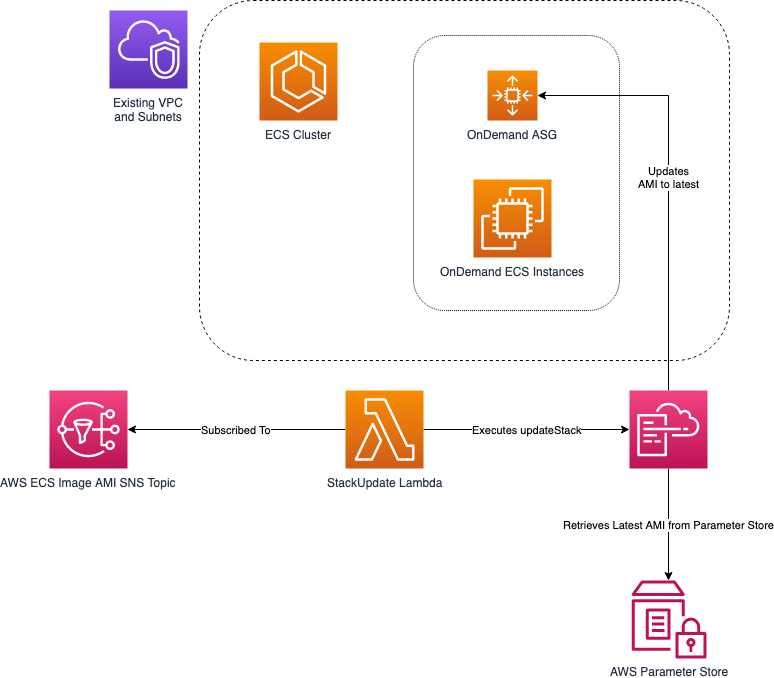 Existing VPC
and Subnets
ECS Cluster
OnDemand ASG
Updates
AMI to latest
OnDemand ECS Instances
Subscribed To
Executes updateStack
AWS ECS Image AMI SNS Topic
StackUpdate Lambda
Retrieves Latest AMI from Parameter Store
AWS Parameter Store